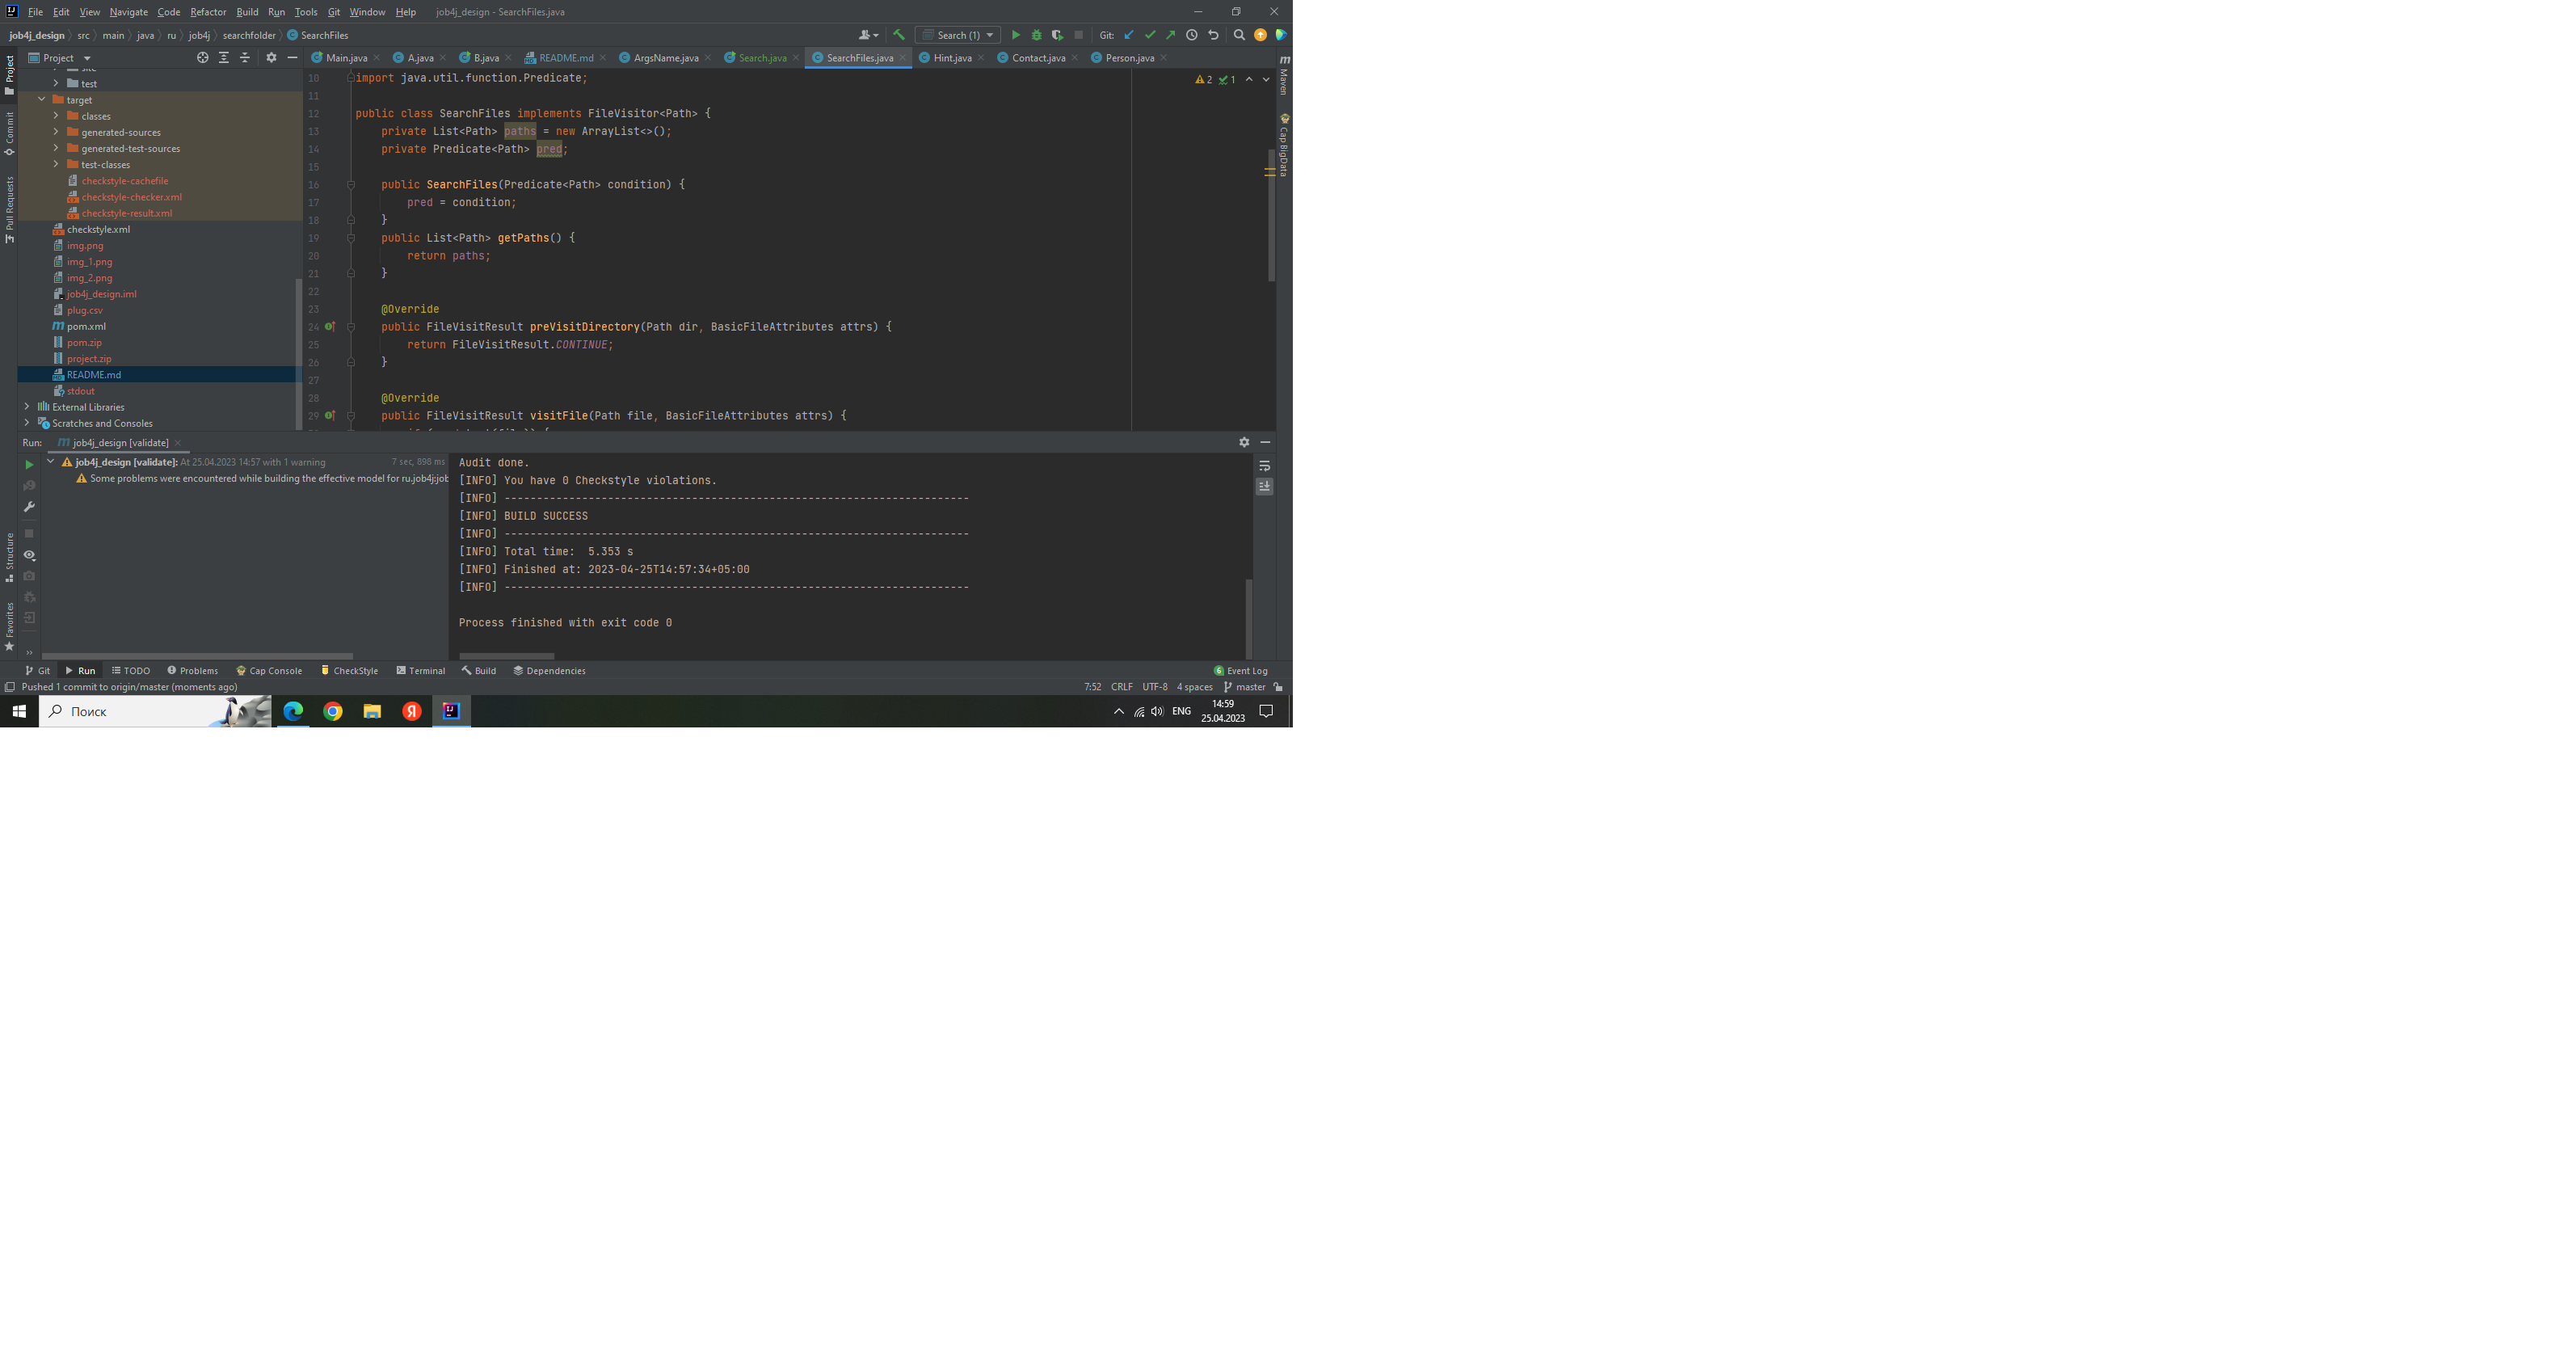 File Edit View Navigate Code Refactor Build Run Tools Git Window Help job4j_design - SearchFiles.java
job4j_design src main java ru job4j searchfolder SearchFiles Search (1) Git:
Project Main.java A.java B.java README.md ArgsName.java Search.java SearchFiles.java Hint.java Contact.java Person.java
Project
Commit
Pull Requests
Structure
Favorites
test
target
classes
generated-sources
generated-test-sources
test-classes
checkstyle-cachefile
checkstyle-checker.xml
checkstyle-result.xml
checkstyle.xml
img.png
img_1.png
img_2.png
job4j_design.iml
plug.csv
pom.xml
pom.zip
project.zip
README.md
stdout
External Libraries
Scratches and Consoles
2 1
10 import java.util.function.Predicate;
11
12 public class SearchFiles implements FileVisitor<Path> {
13 private List<Path> paths = new ArrayList<>();
14 private Predicate<Path> pred;
15
16 public SearchFiles(Predicate<Path> condition) {
17 pred = condition;
18 }
19 public List<Path> getPaths() {
20 return paths;
21 }
22
23 @Override
24 public FileVisitResult preVisitDirectory(Path dir, BasicFileAttributes attrs) {
25 return FileVisitResult.CONTINUE;
26 }
27
28 @Override
29 public FileVisitResult visitFile(Path file, BasicFileAttributes attrs) {
Maven
Cap BigData
Run: job4j_design [validate]
job4j_design [validate]: At 25.04.2023 14:57 with 1 warning 7 sec, 898 ms
Some problems were encountered while building the effective model for ru.job4j:job
Audit done.
[INFO] You have 0 Checkstyle violations.
[INFO] ------------------------------------------------------------------------
[INFO] BUILD SUCCESS
[INFO] ------------------------------------------------------------------------
[INFO] Total time:  5.353 s
[INFO] Finished at: 2023-04-25T14:57:34+05:00
[INFO] ------------------------------------------------------------------------
Process finished with exit code 0
Git Run TODO Problems Cap Console CheckStyle Terminal Build Dependencies 6 Event Log
Pushed 1 commit to origin/master (moments ago) 7:52 CRLF UTF-8 4 spaces master
Поиск ENG 14:59
25.04.2023